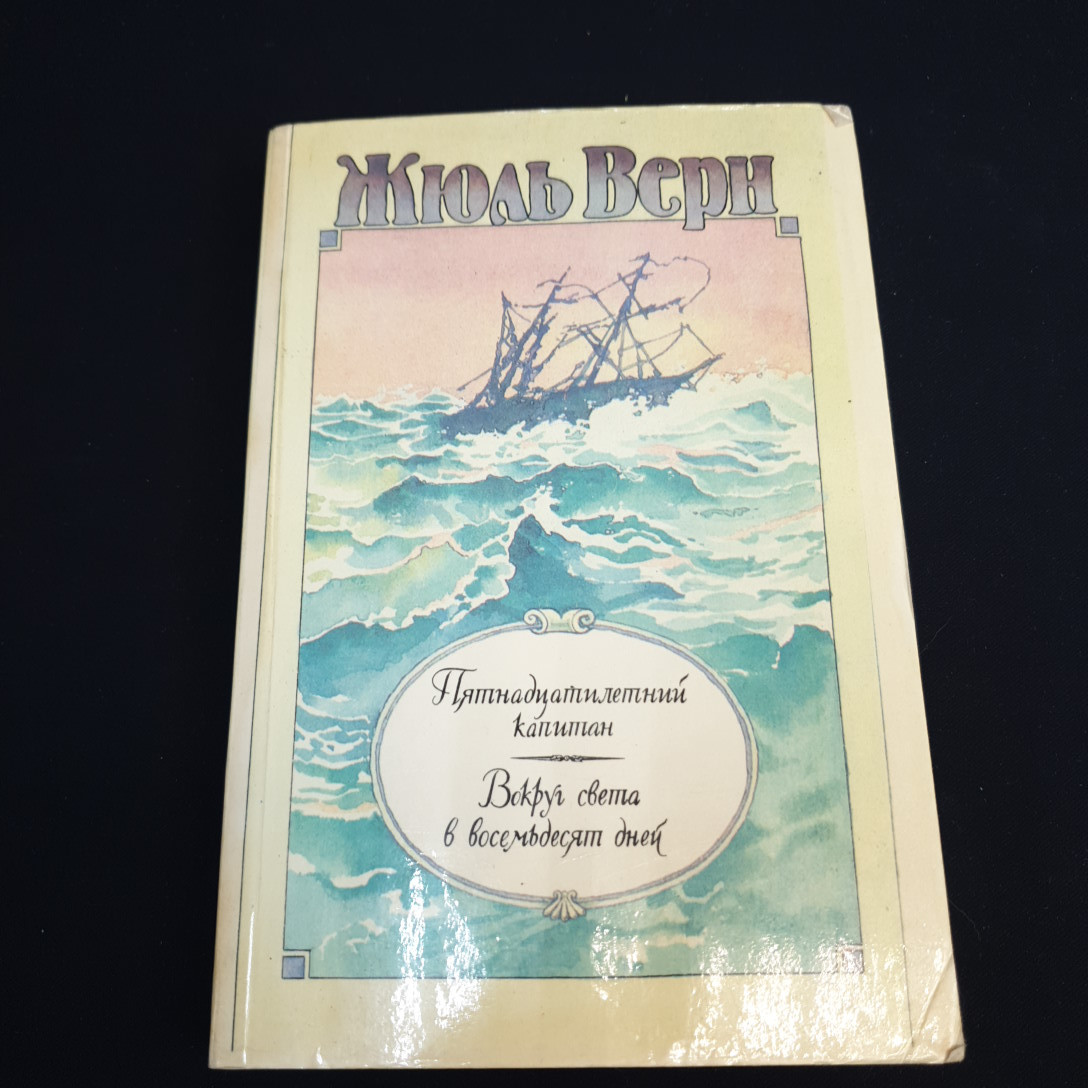 Жюль Верн
Пятнадцатилетний
капитан
Вокруг света
в восемьдесят дней